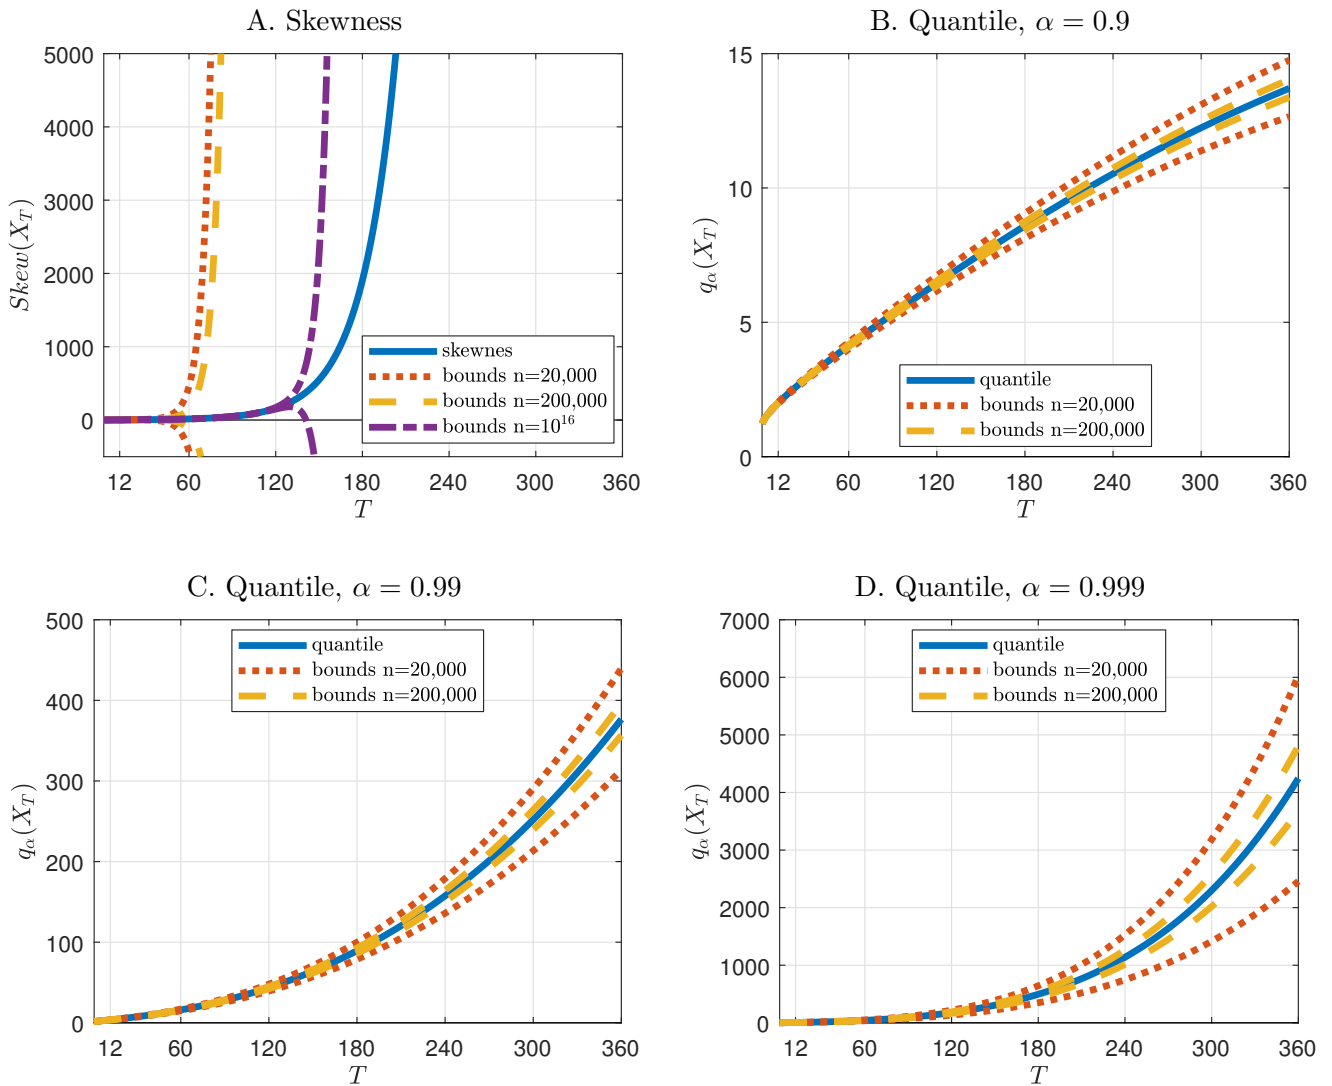 A. Skewness
5000
4000
3000
2000
1000
0
Skew(X_T)
skewnes
bounds n=20,000
bounds n=200,000
bounds n=10^16
12 60 120 180 240 300 360
T
B. Quantile, α = 0.9
15
10
5
0
q_α(X_T)
quantile
bounds n=20,000
bounds n=200,000
12 60 120 180 240 300 360
T
C. Quantile, α = 0.99
500
400
300
200
100
0
q_α(X_T)
quantile
bounds n=20,000
bounds n=200,000
12 60 120 180 240 300 360
T
D. Quantile, α = 0.999
7000
6000
5000
4000
3000
2000
1000
0
q_α(X_T)
quantile
bounds n=20,000
bounds n=200,000
12 60 120 180 240 300 360
T